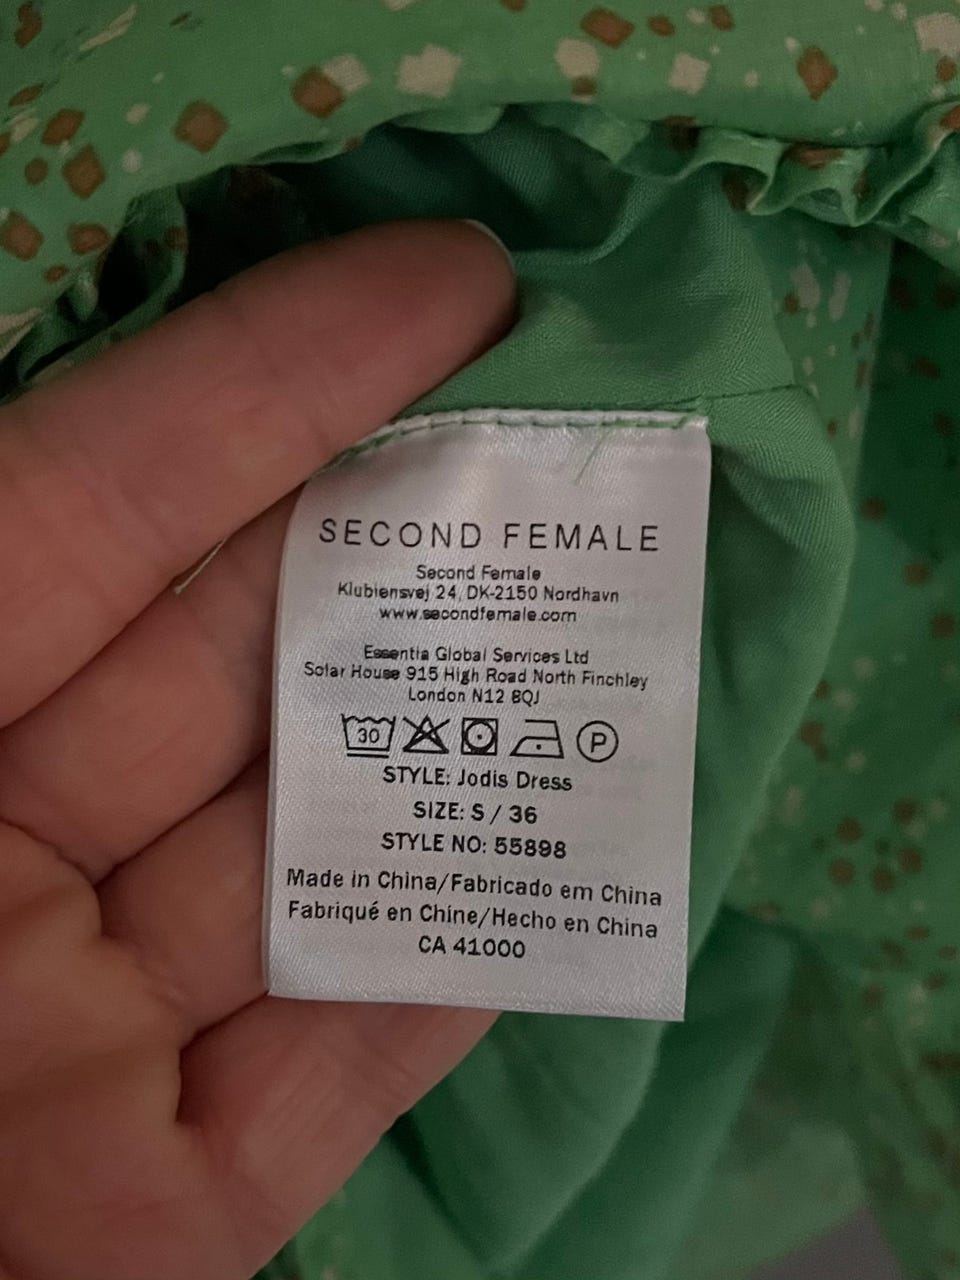 SECOND FEMALE
Second Female
Klubiensvej 24, DK-2150 Nordhavn
www.secondfemale.com
Essentia Global Services Ltd
Solar House 915 High Road North Finchley
London N12 8QJ
30 P
STYLE: Jodis Dress
SIZE: S / 36
STYLE NO: 55898
Made in China/Fabricado em China
Fabriqué en Chine/Hecho en China
CA 41000